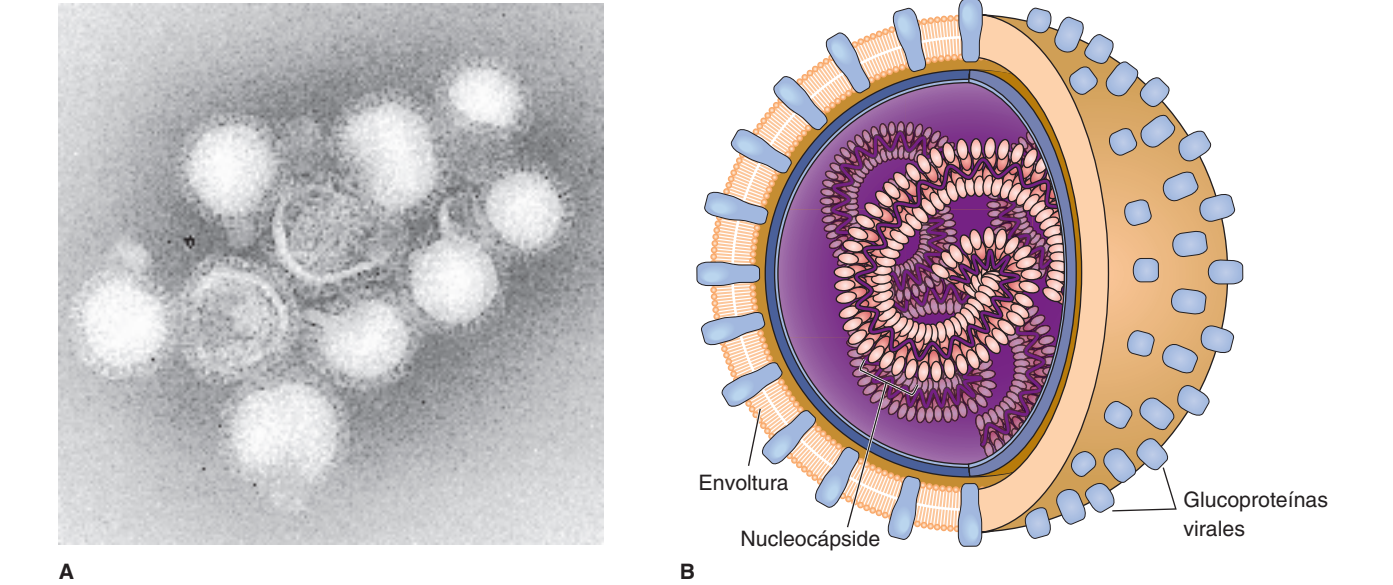 Envoltura
Nucleocápside
Glucoproteínas
virales
A
B